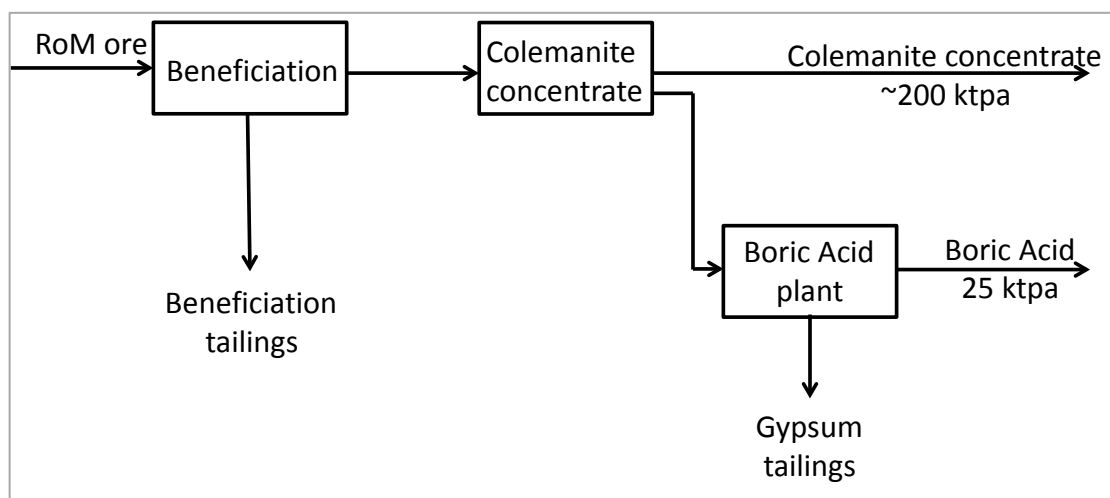 RoM ore
Beneficiation
Colemanite
concentrate
Colemanite concentrate
~200 ktpa
Beneficiation
tailings
Boric Acid
plant
Boric Acid
25 ktpa
Gypsum
tailings